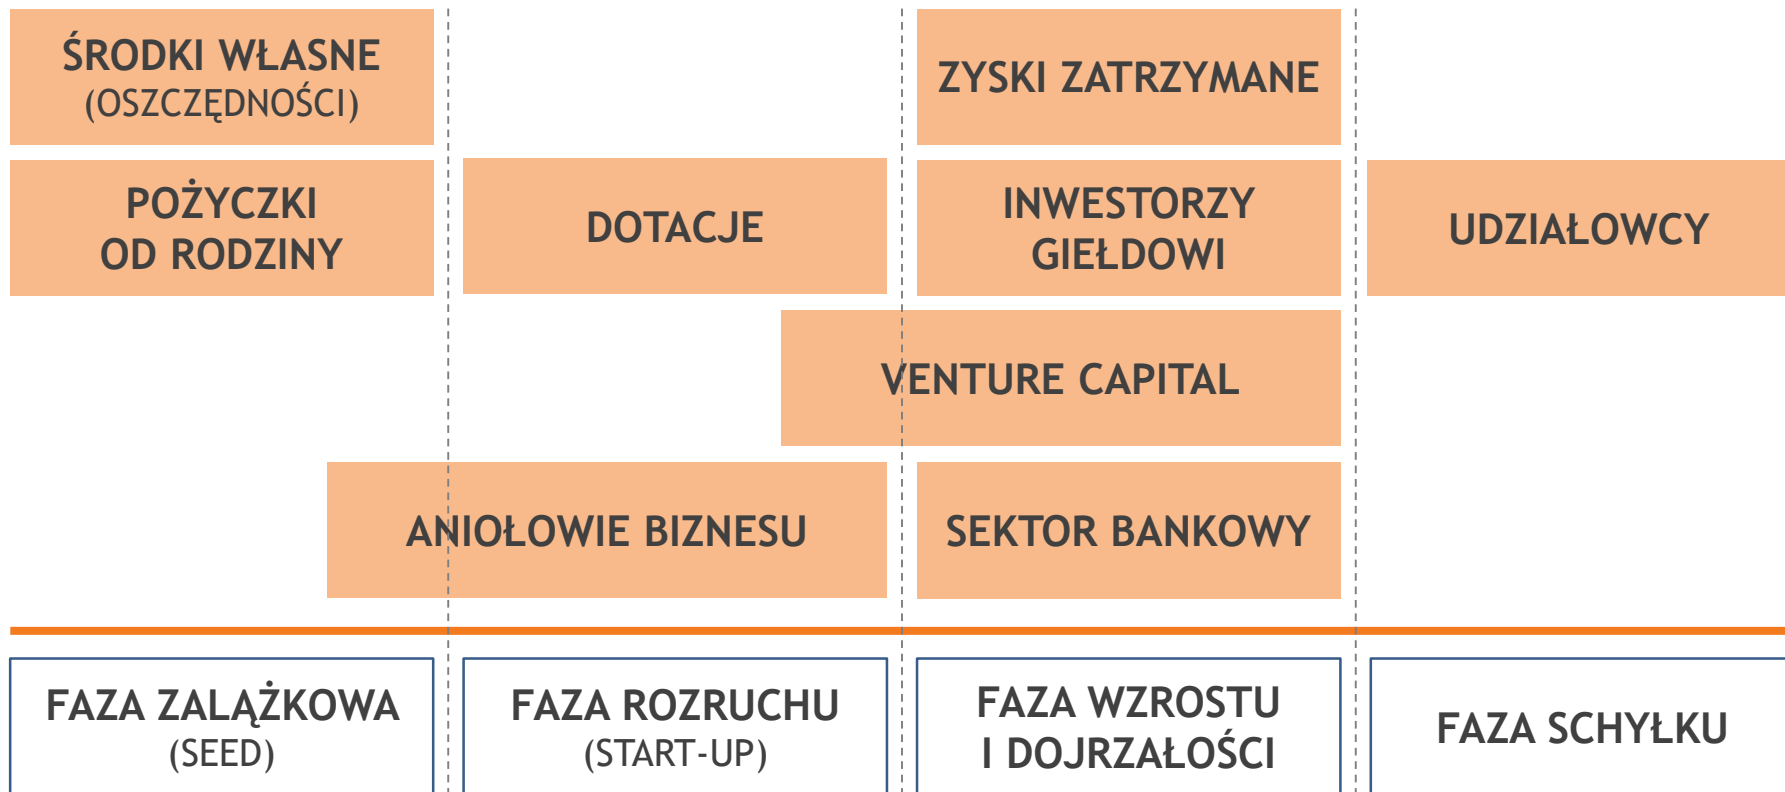 ŚRODKI WŁASNE
(OSZCZĘDNOŚCI)
ZYSKI ZATRZYMANE
POŻYCZKI
OD RODZINY
DOTACJE
INWESTORZY
GIEŁDOWI
UDZIAŁOWCY
VENTURE CAPITAL
ANIOŁOWIE BIZNESU
SEKTOR BANKOWY
FAZA ZALĄŻKOWA
(SEED)
FAZA ROZRUCHU
(START-UP)
FAZA WZROSTU
I DOJRZAŁOŚCI
FAZA SCHYŁKU